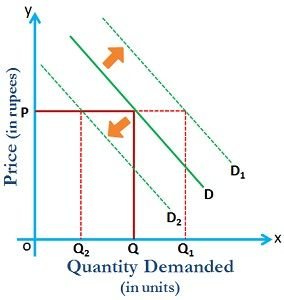 y
P
Price (in rupees)
D₁
D
D₂
O
Q₂
Q
Q₁
x
Quantity Demanded
(in units)